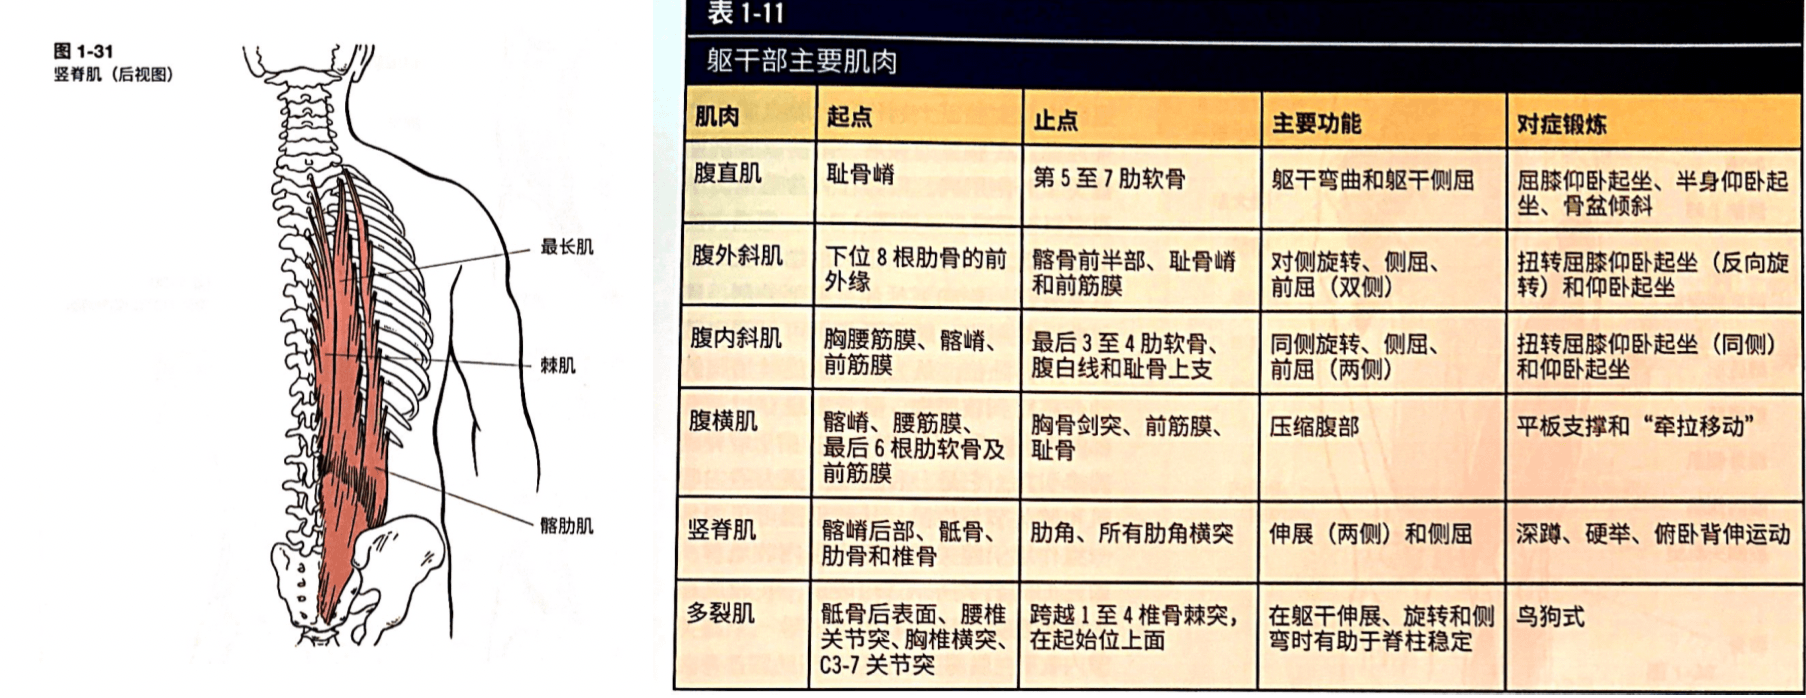 图 1-31
竖脊肌（后视图）
最长肌
棘肌
髂肋肌
表 1-11
躯干部主要肌肉
肌肉
起点
止点
主要功能
对症锻炼
腹直肌
耻骨嵴
第 5 至 7 肋软骨
躯干弯曲和躯干侧屈
屈膝仰卧起坐、半身仰卧起
坐、骨盆倾斜
腹外斜肌
下位 8 根肋骨的前
外缘
髂骨前半部、耻骨嵴
和前筋膜
对侧旋转、侧屈、
前屈（双侧）
扭转屈膝仰卧起坐（反向旋
转）和仰卧起坐
腹内斜肌
胸腰筋膜、髂嵴、
前筋膜
最后 3 至 4 肋软骨、
腹白线和耻骨上支
同侧旋转、侧屈、
前屈（两侧）
扭转屈膝仰卧起坐（同侧）
和仰卧起坐
腹横肌
髂嵴、腰筋膜、
最后 6 根肋软骨及
前筋膜
胸骨剑突、前筋膜、
耻骨
压缩腹部
平板支撑和“牵拉移动”
竖脊肌
髂嵴后部、骶骨、
肋骨和椎骨
肋角、所有肋角横突
伸展（两侧）和侧屈
深蹲、硬举、俯卧背伸运动
多裂肌
骶骨后表面、腰椎
关节突、胸椎横突、
C3-7 关节突
跨越 1 至 4 椎骨棘突，
在起始位上面
在躯干伸展、旋转和侧
弯时有助于脊柱稳定
鸟狗式